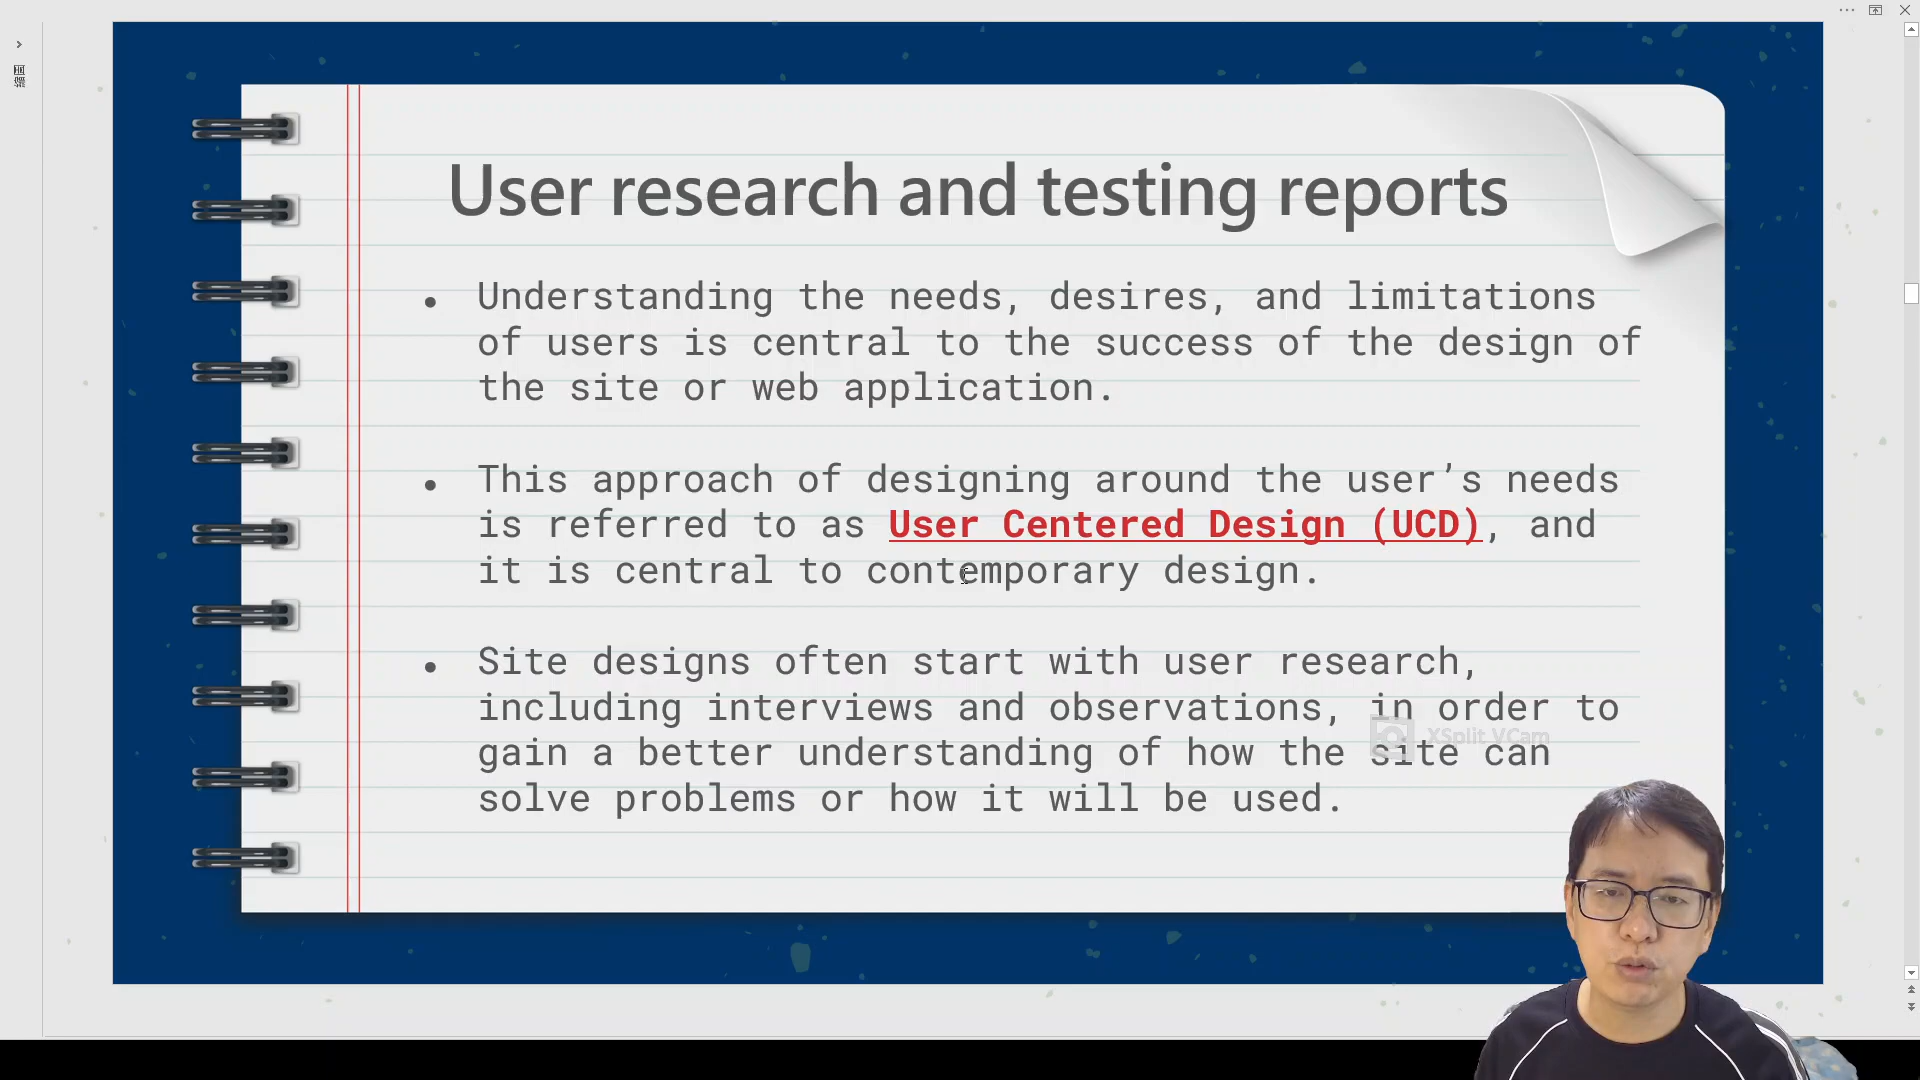 User research and testing reports
• Understanding the needs, desires, and limitations
of users is central to the success of the design of
the site or web application.
• This approach of designing around the user’s needs
is referred to as User Centered Design (UCD), and
it is central to contemporary design.
• Site designs often start with user research,
including interviews and observations, in order to
gain a better understanding of how the site can
solve problems or how it will be used.
XSplit VCam